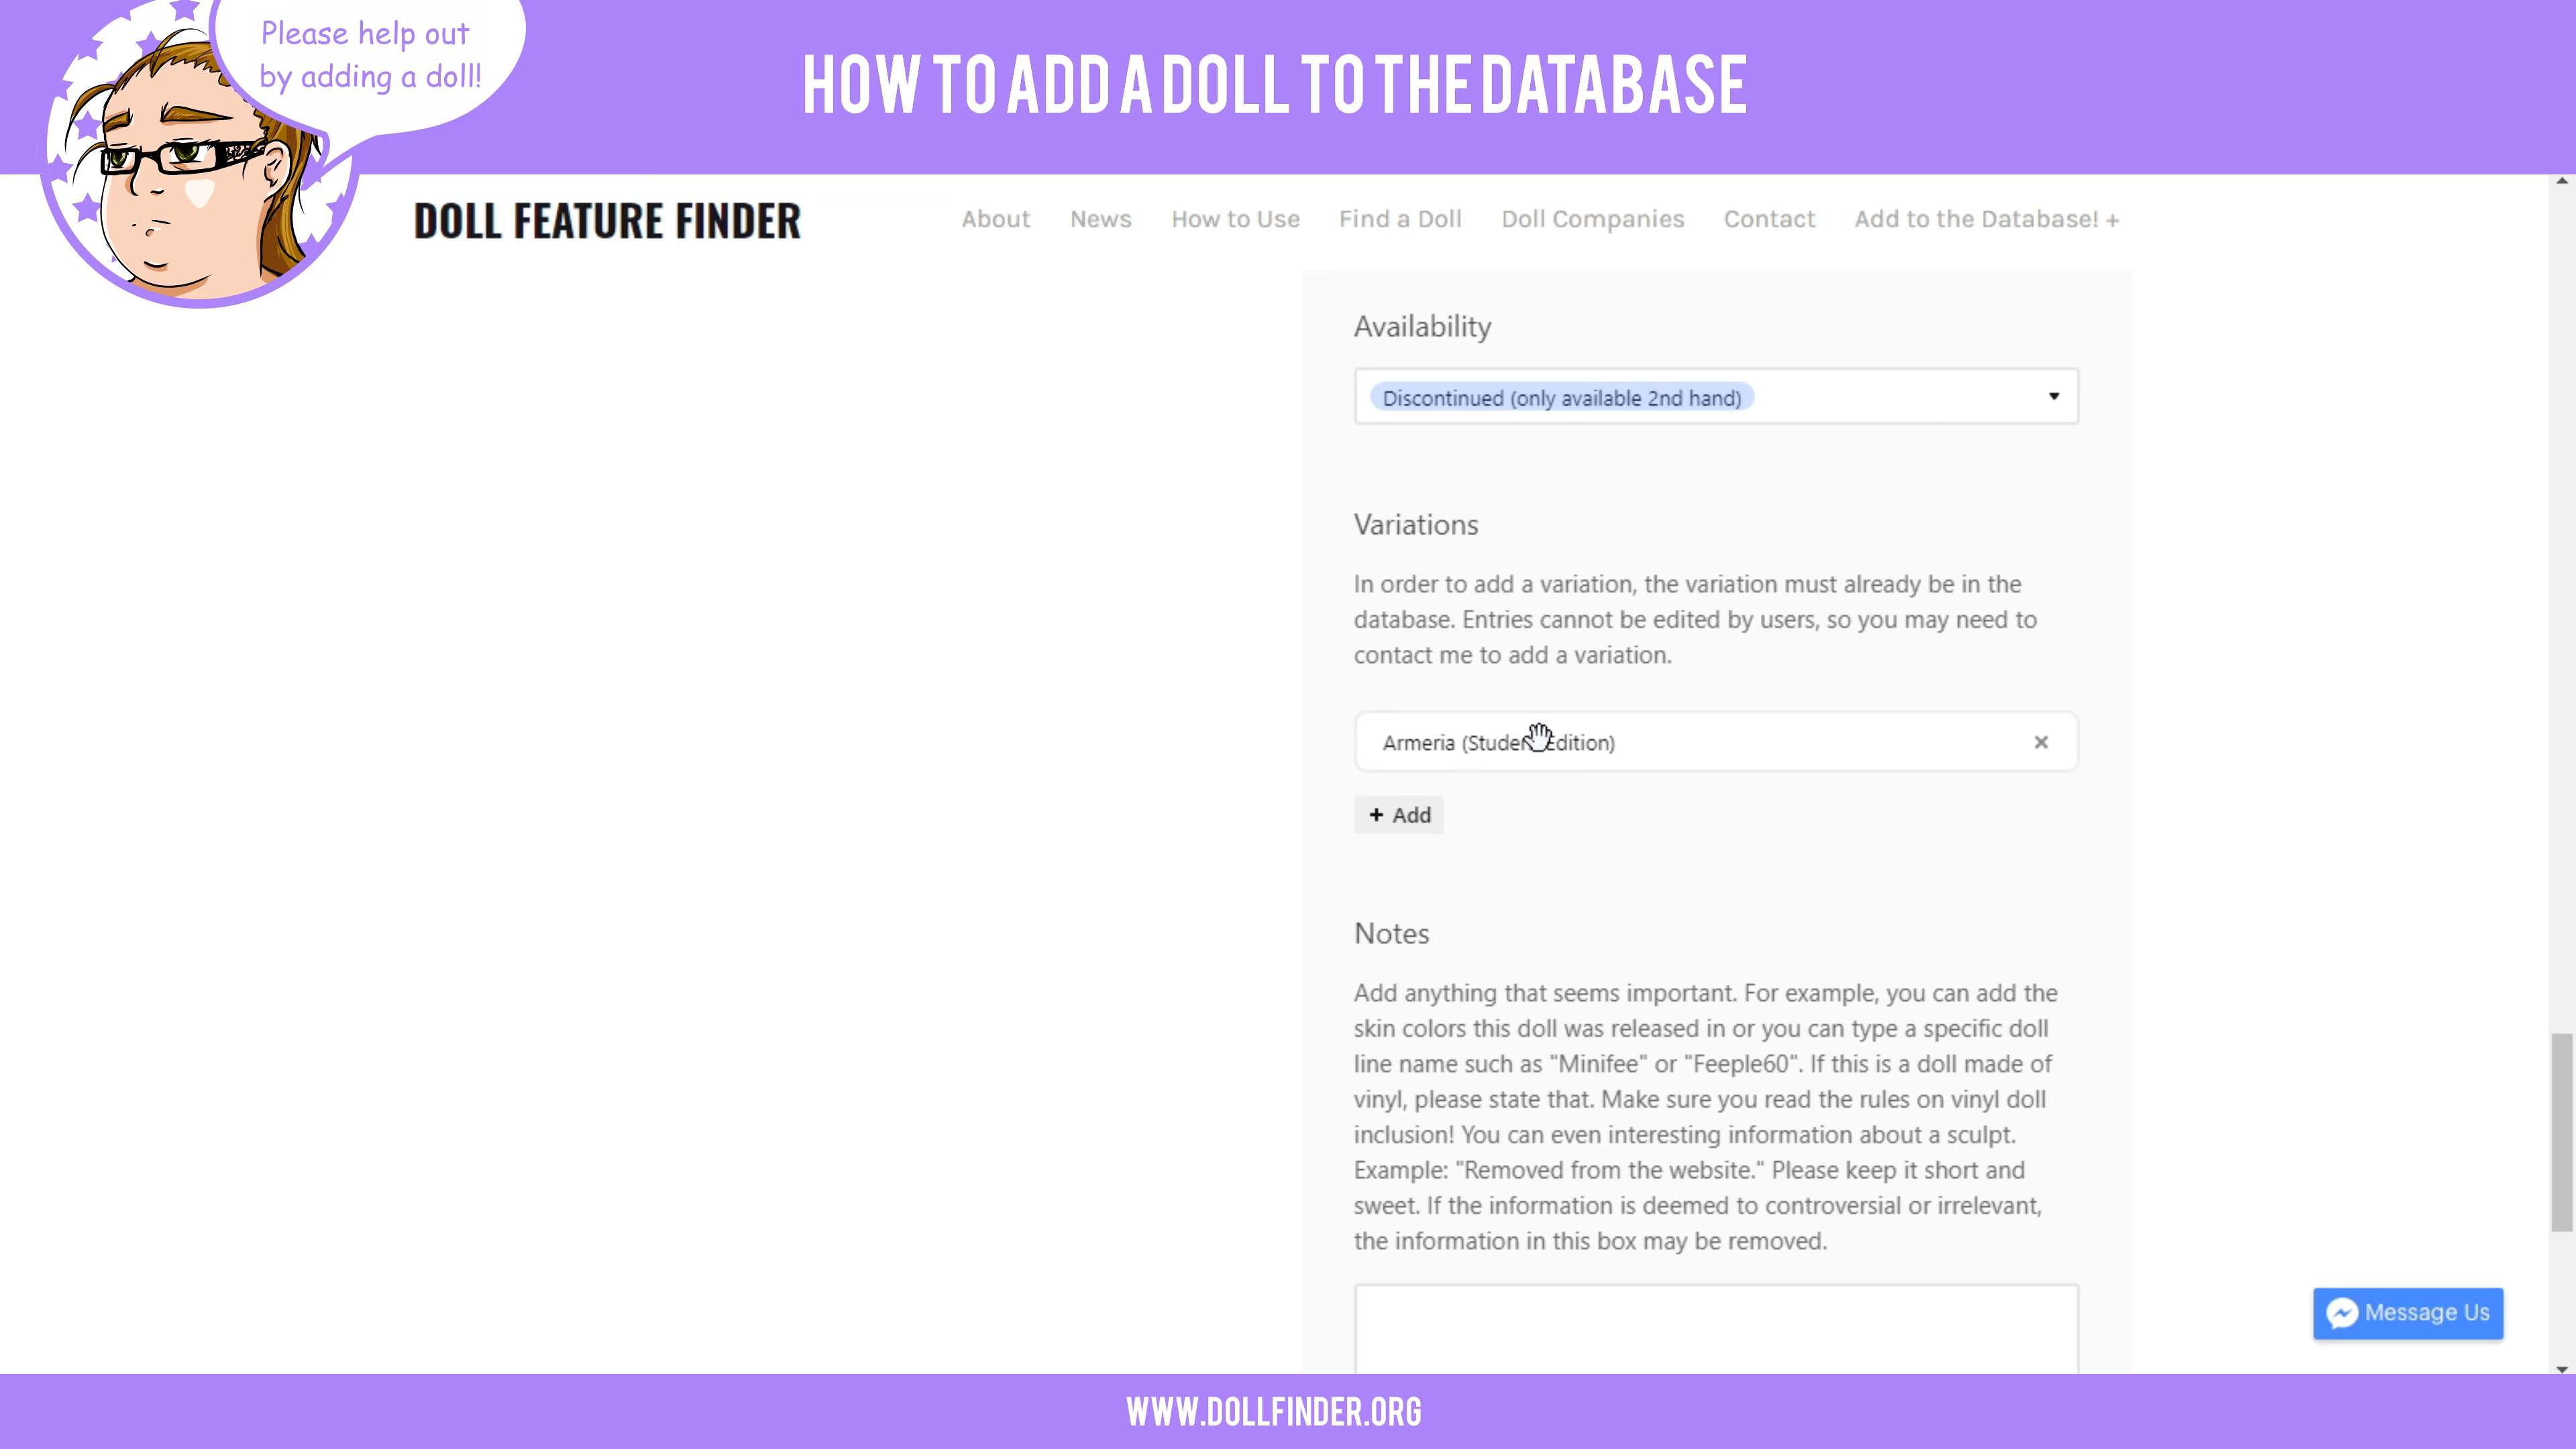 Please help out
by adding a doll!
HOW TO ADD A DOLL TO THE DATABASE
DOLL FEATURE FINDER
About News How to Use Find a Doll Doll Companies Contact Add to the Database! +
Availability
Discontinued (only available 2nd hand)
Variations
In order to add a variation, the variation must already be in the
database. Entries cannot be edited by users, so you may need to
contact me to add a variation.
Armeria (Student Edition)
+ Add
Notes
Add anything that seems important. For example, you can add the
skin colors this doll was released in or you can type a specific doll
line name such as "Minifee" or "Feeple60". If this is a doll made of
vinyl, please state that. Make sure you read the rules on vinyl doll
inclusion! You can even interesting information about a sculpt.
Example: "Removed from the website." Please keep it short and
sweet. If the information is deemed to controversial or irrelevant,
the information in this box may be removed.
Message Us
WWW.DOLLFINDER.ORG